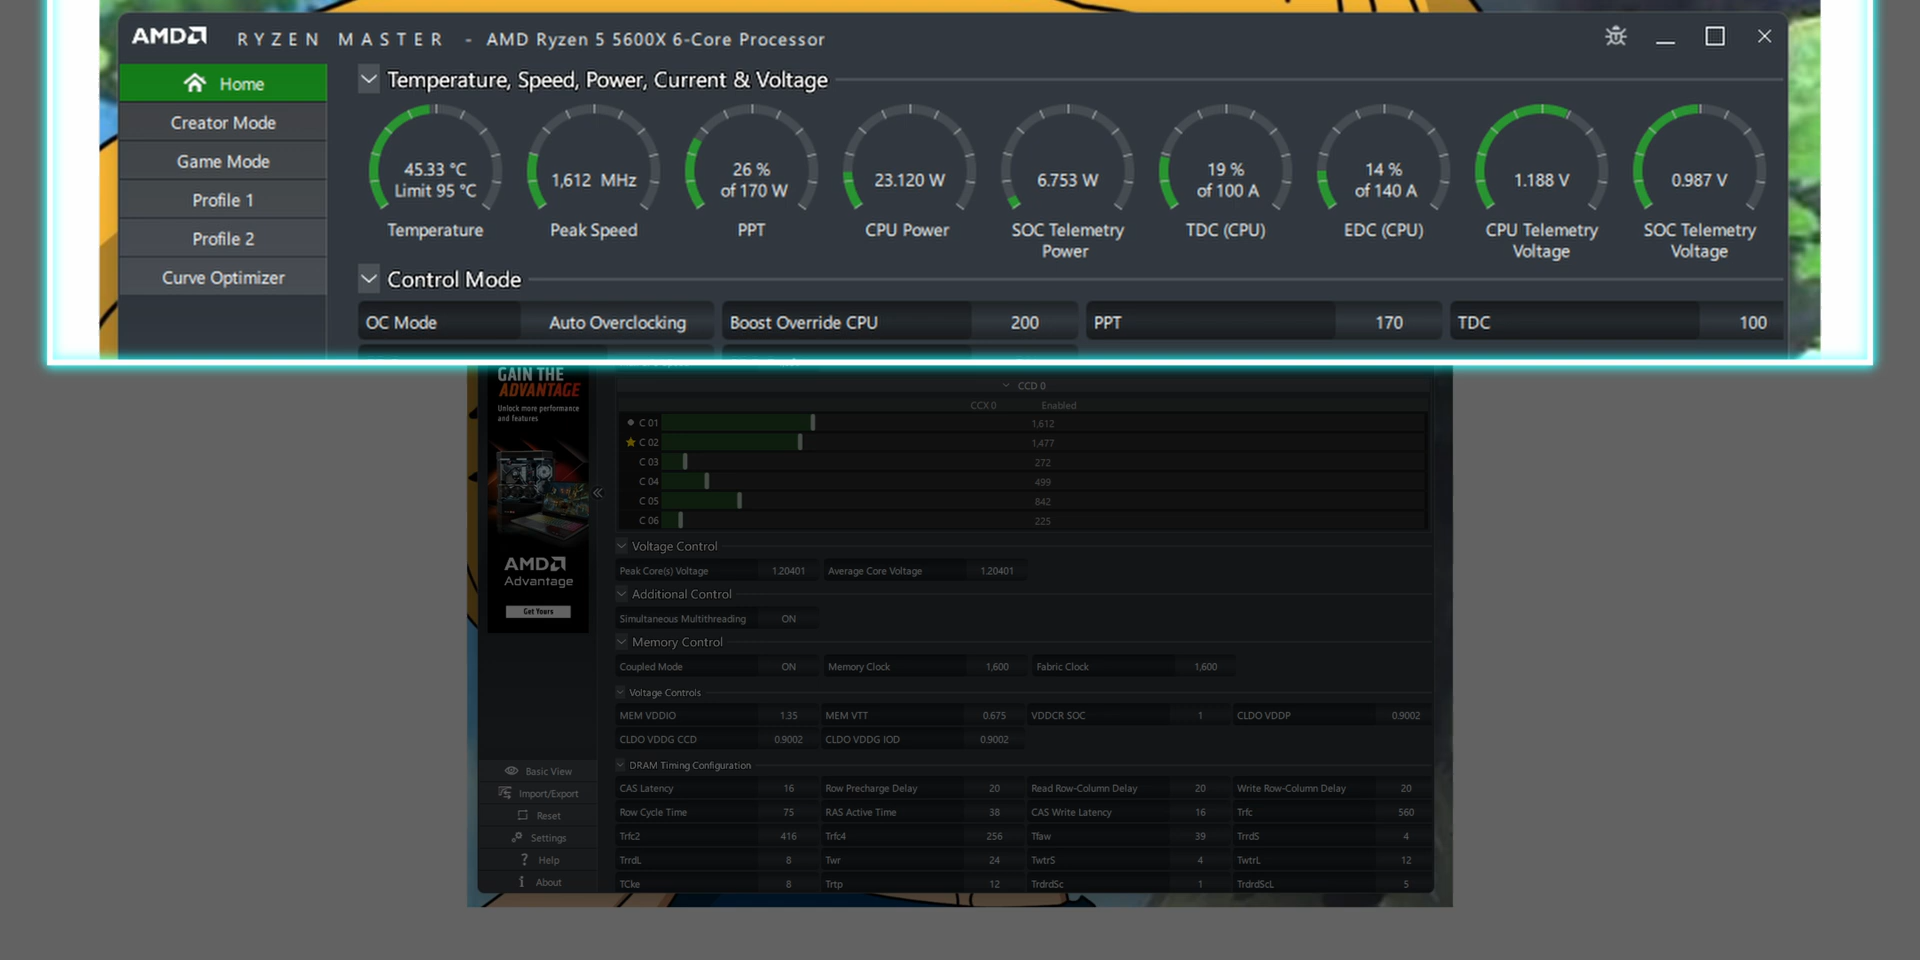 AMD RYZEN MASTER - AMD Ryzen 5 5600X 6-Core Processor
Home
Creator Mode
Game Mode
Profile 1
Profile 2
Curve Optimizer
Temperature, Speed, Power, Current & Voltage
45.33 °C
Limit 95 °C
Temperature
1,612 MHz
Peak Speed
26 %
of 170 W
PPT
23.120 W
CPU Power
6.753 W
SOC Telemetry
Power
19 %
of 100 A
TDC (CPU)
14 %
of 140 A
EDC (CPU)
1.188 V
CPU Telemetry
Voltage
0.987 V
SOC Telemetry
Voltage
Control Mode
OC Mode Auto Overclocking Boost Override CPU 200 PPT 170 TDC 100
GAIN THE
ADVANTAGE
Unlock more performance
and features
AMD
Advantage
Get Yours
CCD 0
CCX 0 Enabled
C 01 1,612
C 02 1,477
C 03 272
C 04 499
C 05 842
C 06 225
Voltage Control
Peak Core(s) Voltage 1.20401 Average Core Voltage 1.20401
Additional Control
Simultaneous Multithreading ON
Memory Control
Coupled Mode ON Memory Clock 1,600 Fabric Clock 1,600
Voltage Controls
MEM VDDIO 1.35 MEM VTT 0.675 VDDCR SOC 1 CLDO VDDP 0.9002
CLDO VDDG CCD 0.9002 CLDO VDDG IOD 0.9002
DRAM Timing Configuration
CAS Latency 16 Row Precharge Delay 20 Read Row-Column Delay 20 Write Row-Column Delay 20
Row Cycle Time 75 RAS Active Time 38 CAS Write Latency 16 Trfc 560
Trfc2 416 Trfc4 256 Tfaw 39 TrrdS 4
TrrdL 8 Twr 24 TwtrS 4 TwtrL 12
TCke 8 Trtp 12 TrdrdSc 1 TrdrdScL 5
Basic View
Import/Export
Reset
Settings
Help
About